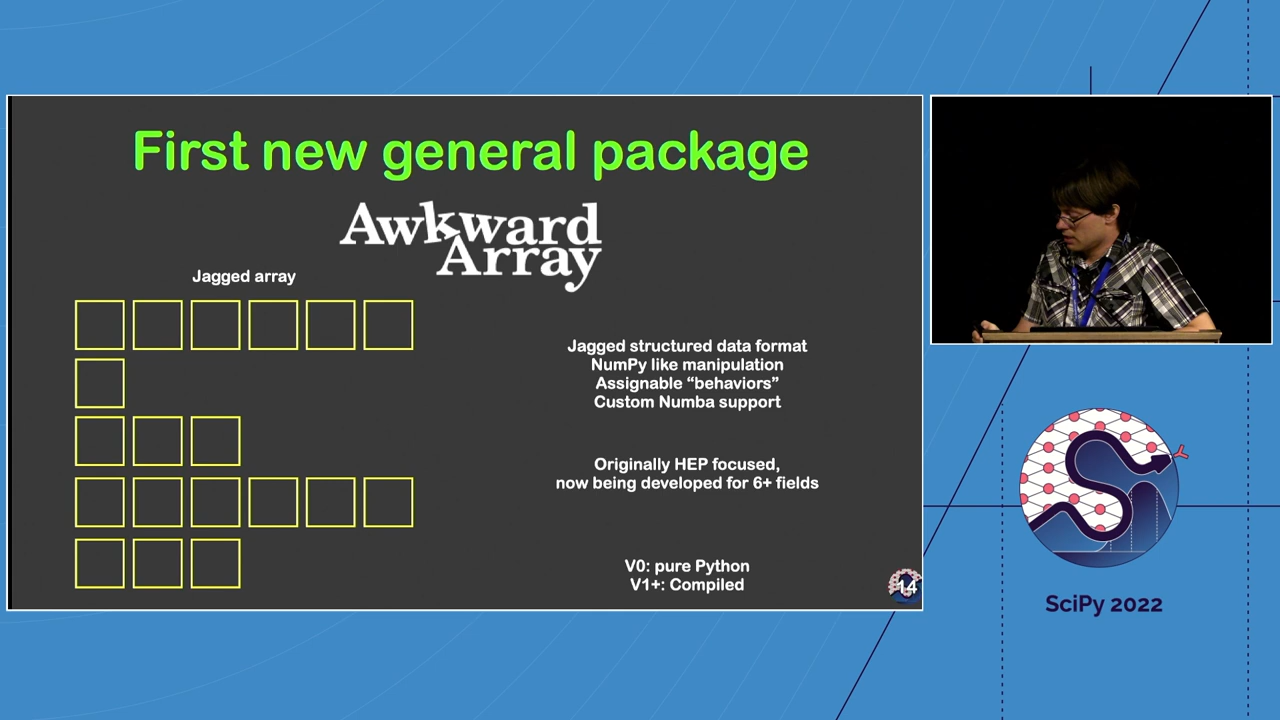 First new general package
Awkward
Array
Jagged array
Jagged structured data format
NumPy like manipulation
Assignable “behaviors”
Custom Numba support
Originally HEP focused,
now being developed for 6+ fields
V0: pure Python
V1+: Compiled
14
SciPy 2022